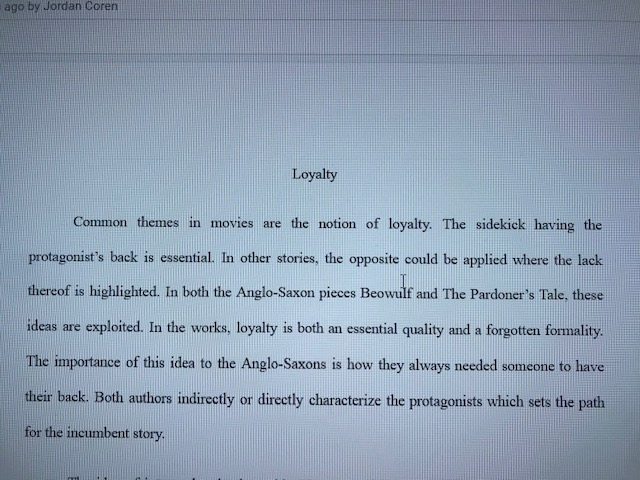 ago by Jordan Coren
Loyalty
Common themes in movies are the notion of loyalty. The sidekick having the
protagonist's back is essential. In other stories, the opposite could be applied where the lack
thereof is highlighted. In both the Anglo-Saxon pieces Beowulf and The Pardoner's Tale, these
ideas are exploited. In the works, loyalty is both an essential quality and a forgotten formality.
The importance of this idea to the Anglo-Saxons is how they always needed someone to have
their back. Both authors indirectly or directly characterize the protagonists which sets the path
for the incumbent story.